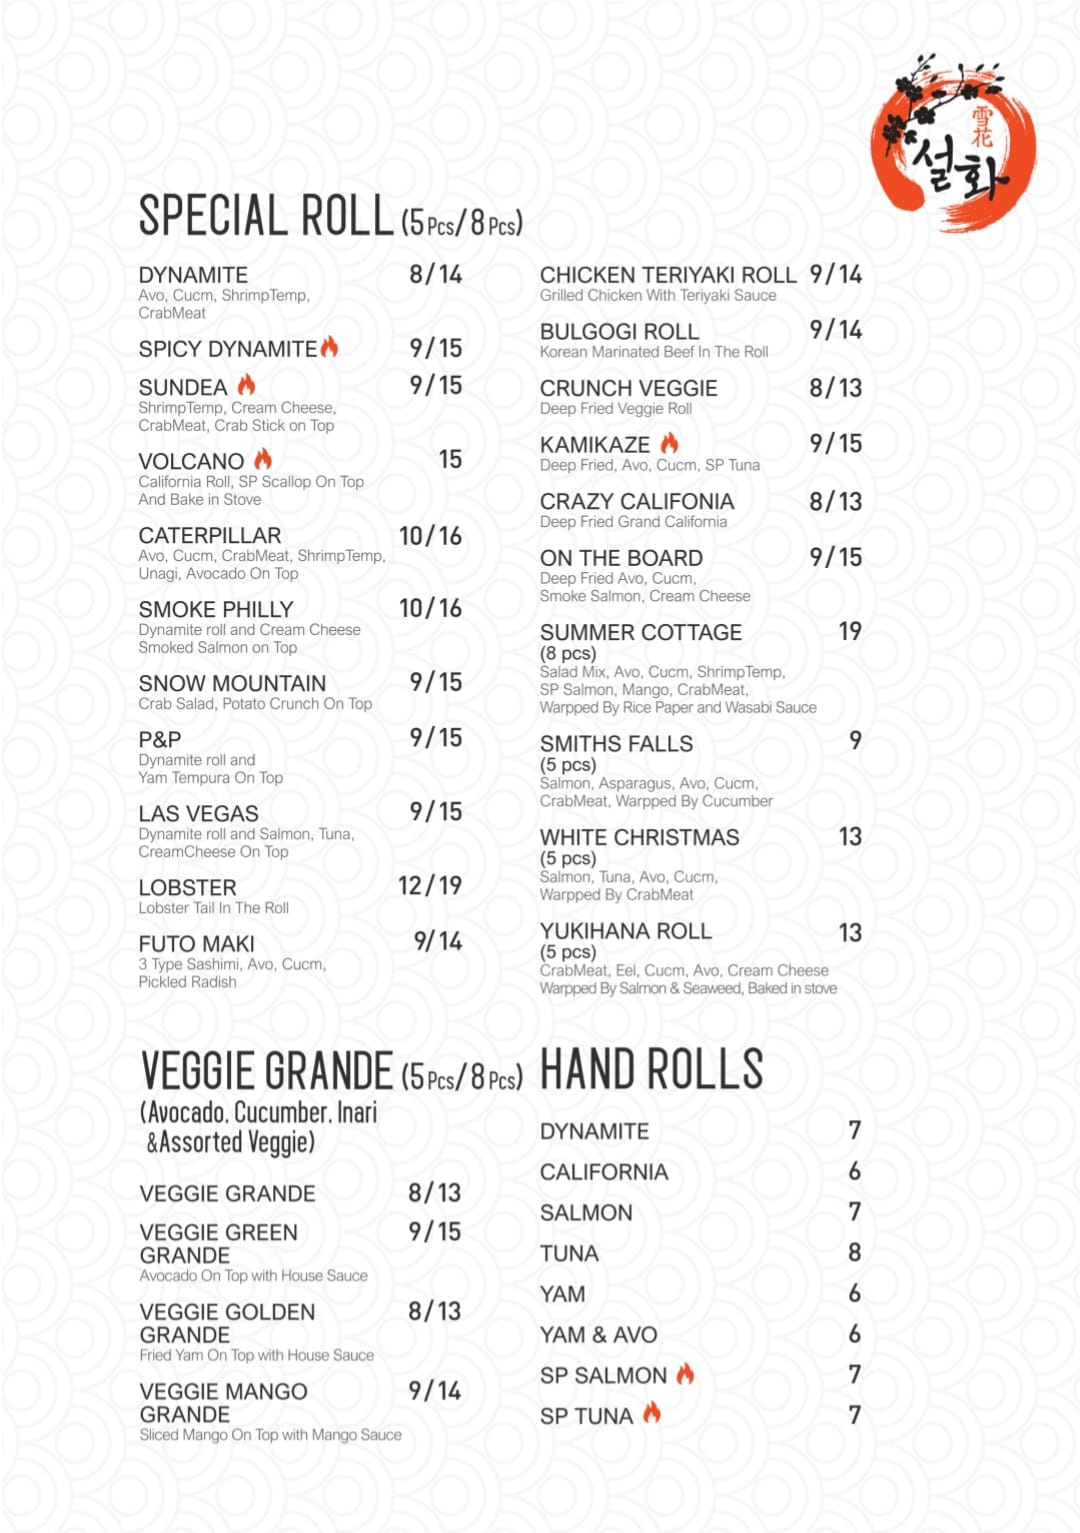 雪花
설화
SPECIAL ROLL (5 Pcs/8 Pcs)
DYNAMITE 8/14
Avo, Cucm, ShrimpTemp,
CrabMeat
SPICY DYNAMITE 9/15
SUNDEA 9/15
ShrimpTemp, Cream Cheese,
CrabMeat, Crab Stick on Top
VOLCANO 15
California Roll, SP Scallop On Top
And Bake in Stove
CATERPILLAR 10/16
Avo, Cucm, CrabMeat, ShrimpTemp,
Unagi, Avocado On Top
SMOKE PHILLY 10/16
Dynamite roll and Cream Cheese
Smoked Salmon on Top
SNOW MOUNTAIN 9/15
Crab Salad, Potato Crunch On Top
P&P 9/15
Dynamite roll and
Yam Tempura On Top
LAS VEGAS 9/15
Dynamite roll and Salmon, Tuna,
CreamCheese On Top
LOBSTER 12/19
Lobster Tail In The Roll
FUTO MAKI 9/14
3 Type Sashimi, Avo, Cucm,
Pickled Radish
CHICKEN TERIYAKI ROLL 9/14
Grilled Chicken With Teriyaki Sauce
BULGOGI ROLL 9/14
Korean Marinated Beef In The Roll
CRUNCH VEGGIE 8/13
Deep Fried Veggie Roll
KAMIKAZE 9/15
Deep Fried, Avo, Cucm, SP Tuna
CRAZY CALIFONIA 8/13
Deep Fried Grand California
ON THE BOARD 9/15
Deep Fried Avo, Cucm,
Smoke Salmon, Cream Cheese
SUMMER COTTAGE 19
(8 pcs)
Salad Mix, Avo, Cucm, ShrimpTemp,
SP Salmon, Mango, CrabMeat,
Warpped By Rice Paper and Wasabi Sauce
SMITHS FALLS 9
(5 pcs)
Salmon, Asparagus, Avo, Cucm,
CrabMeat, Warpped By Cucumber
WHITE CHRISTMAS 13
(5 pcs)
Salmon, Tuna, Avo, Cucm,
Warpped By CrabMeat
YUKIHANA ROLL 13
(5 pcs)
CrabMeat, Eel, Cucm, Avo, Cream Cheese
Warpped By Salmon & Seaweed, Baked in stove
VEGGIE GRANDE (5 Pcs/8 Pcs)
(Avocado, Cucumber, Inari
&Assorted Veggie)
VEGGIE GRANDE 8/13
VEGGIE GREEN 9/15
GRANDE
Avocado On Top with House Sauce
VEGGIE GOLDEN 8/13
GRANDE
Fried Yam On Top with House Sauce
VEGGIE MANGO 9/14
GRANDE
Sliced Mango On Top with Mango Sauce
HAND ROLLS
DYNAMITE 7
CALIFORNIA 6
SALMON 7
TUNA 8
YAM 6
YAM & AVO 6
SP SALMON 7
SP TUNA 7